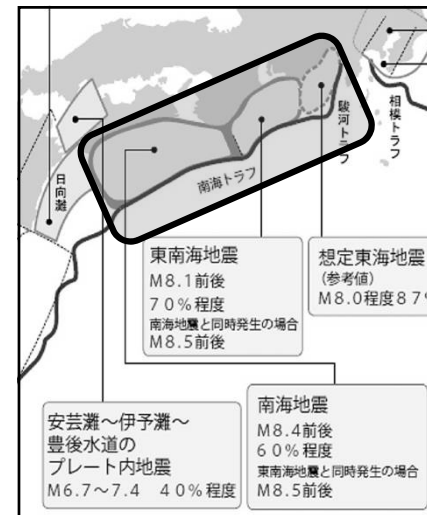 相模トラフ
駿河トラフ
南海トラフ
日向灘
東南海地震
M8.1前後
70%程度
南海地震と同時発生の場合
M8.5前後
想定東海地震
(参考値)
M8.0程度87%
南海地震
M8.4前後
60%程度
東南海地震と同時発生の場合
M8.5前後
安芸灘～伊予灘～
豊後水道の
プレート内地震
M6.7～7.4 40%程度